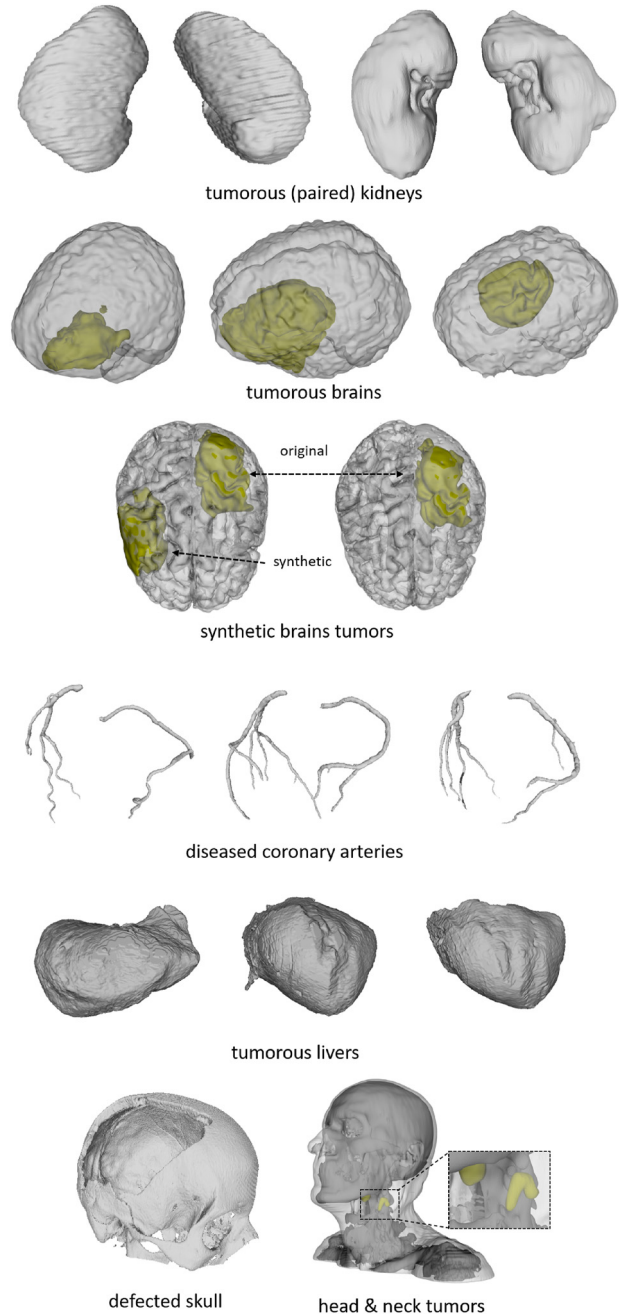 tumorous (paired) kidneys
tumorous brains
original
synthetic
synthetic brains tumors
diseased coronary arteries
tumorous livers
defected skull
head & neck tumors